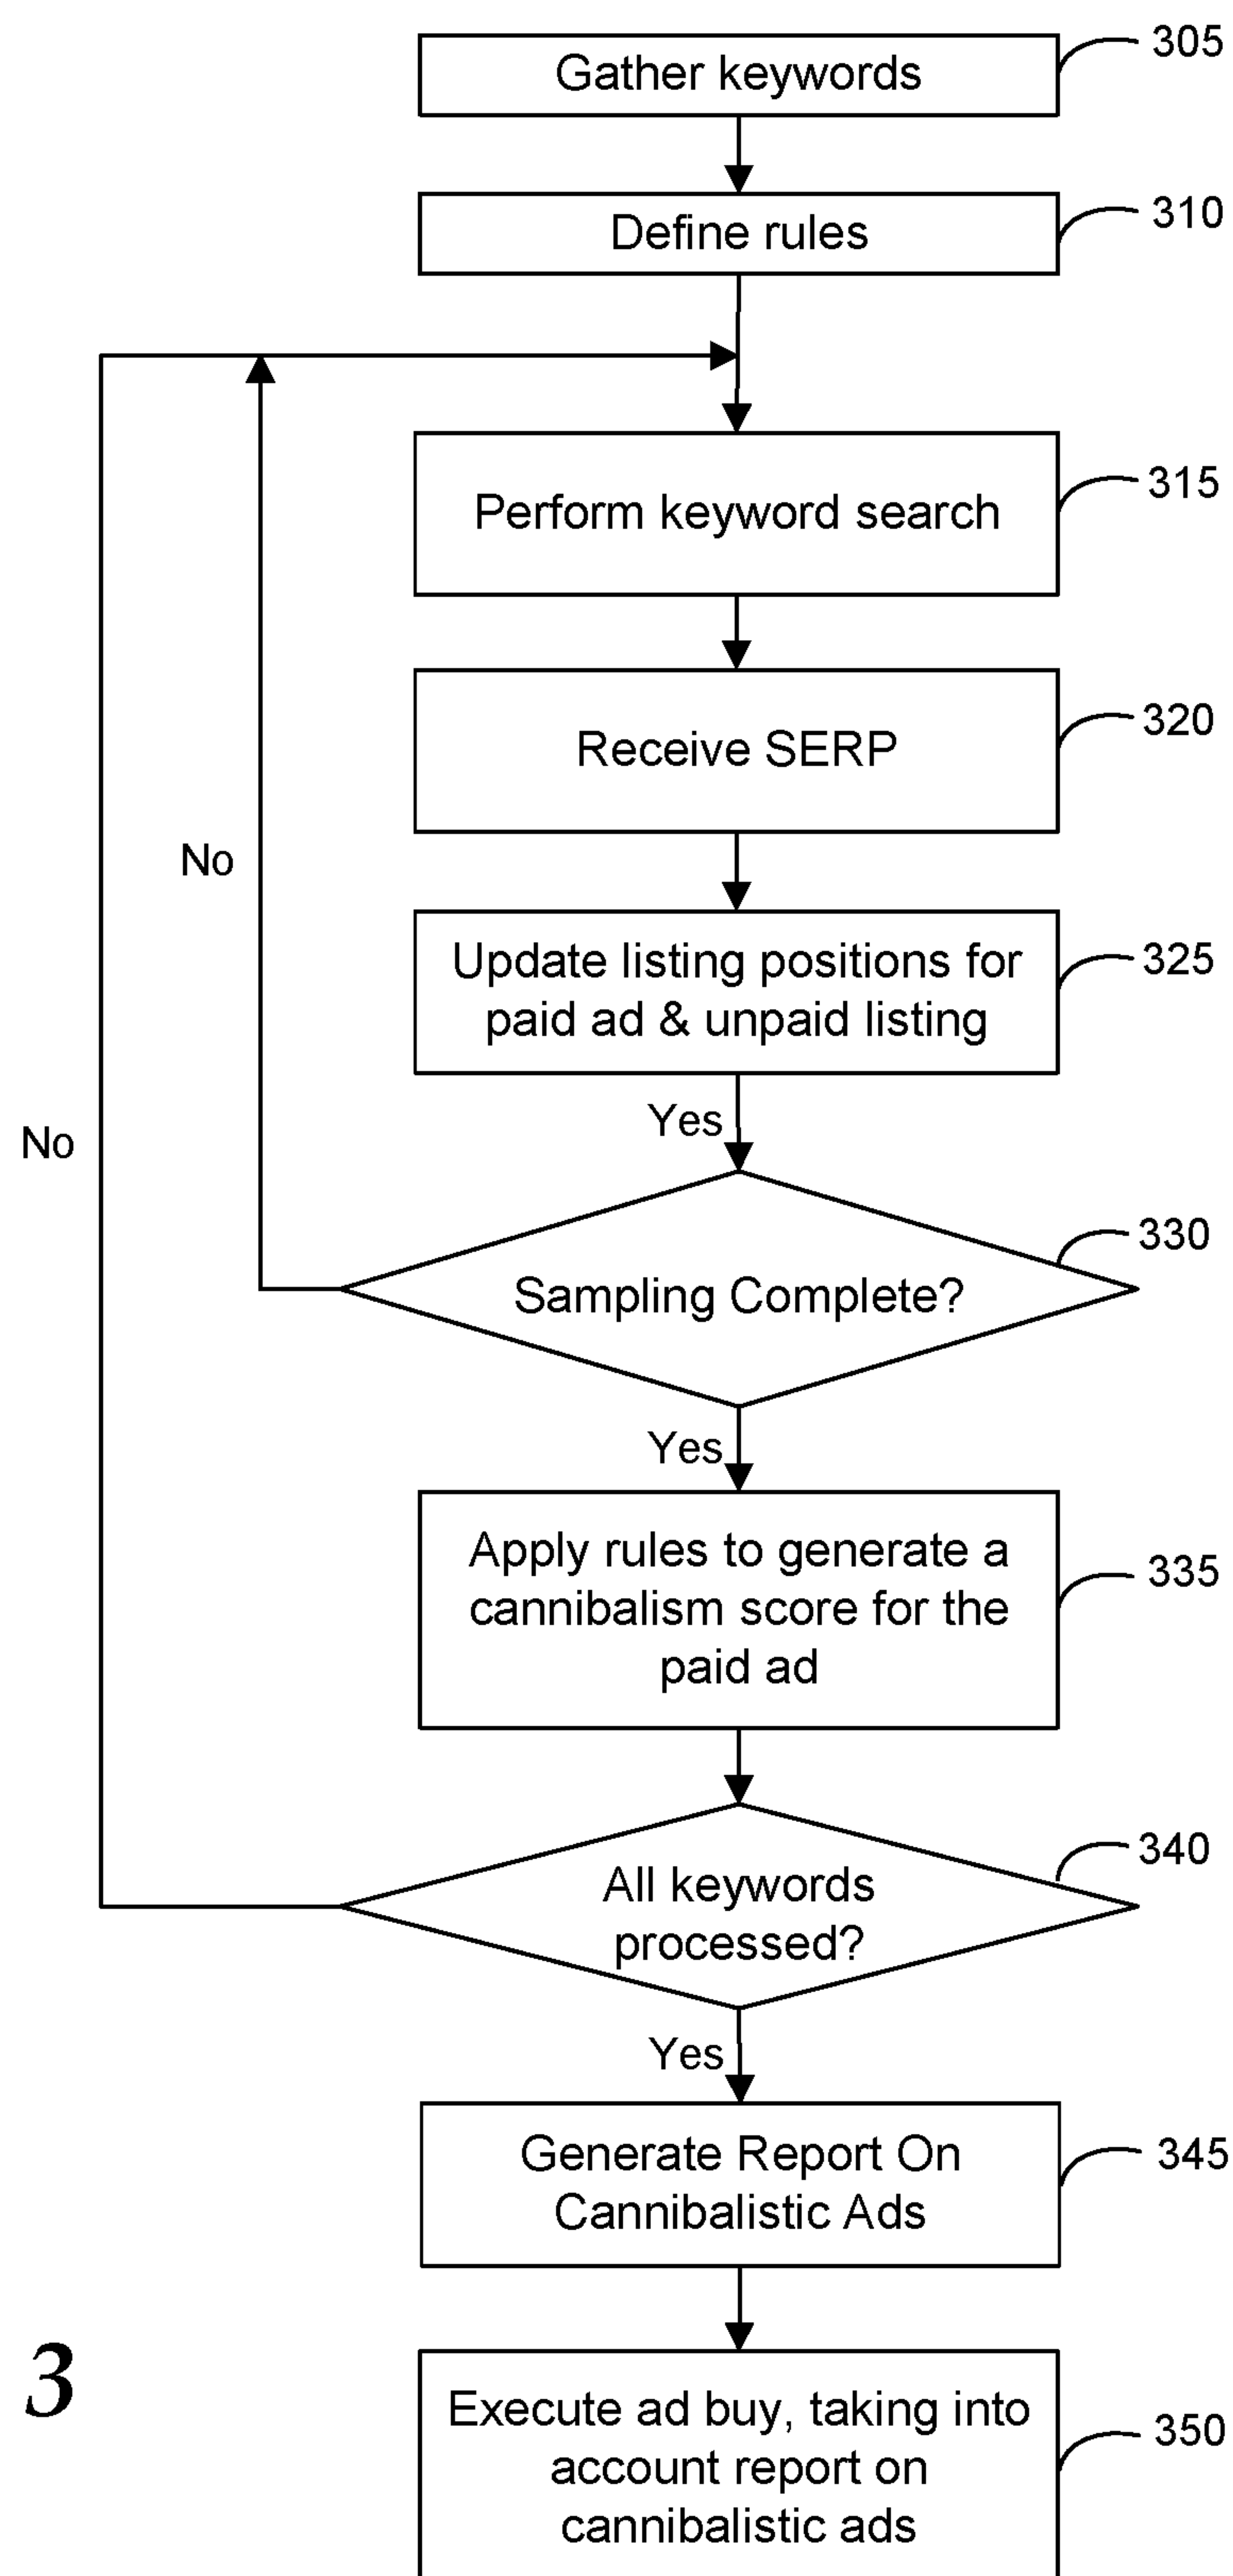 Gather keywords
305
Define rules
310
Perform keyword search
315
Receive SERP
320
No
Update listing positions for
paid ad & unpaid listing
325
Yes
No
Sampling Complete?
330
Yes
Apply rules to generate a
cannibalism score for the
paid ad
335
All keywords
processed?
340
Yes
Generate Report On
Cannibalistic Ads
345
3
Execute ad buy, taking into
account report on
cannibalistic ads
350